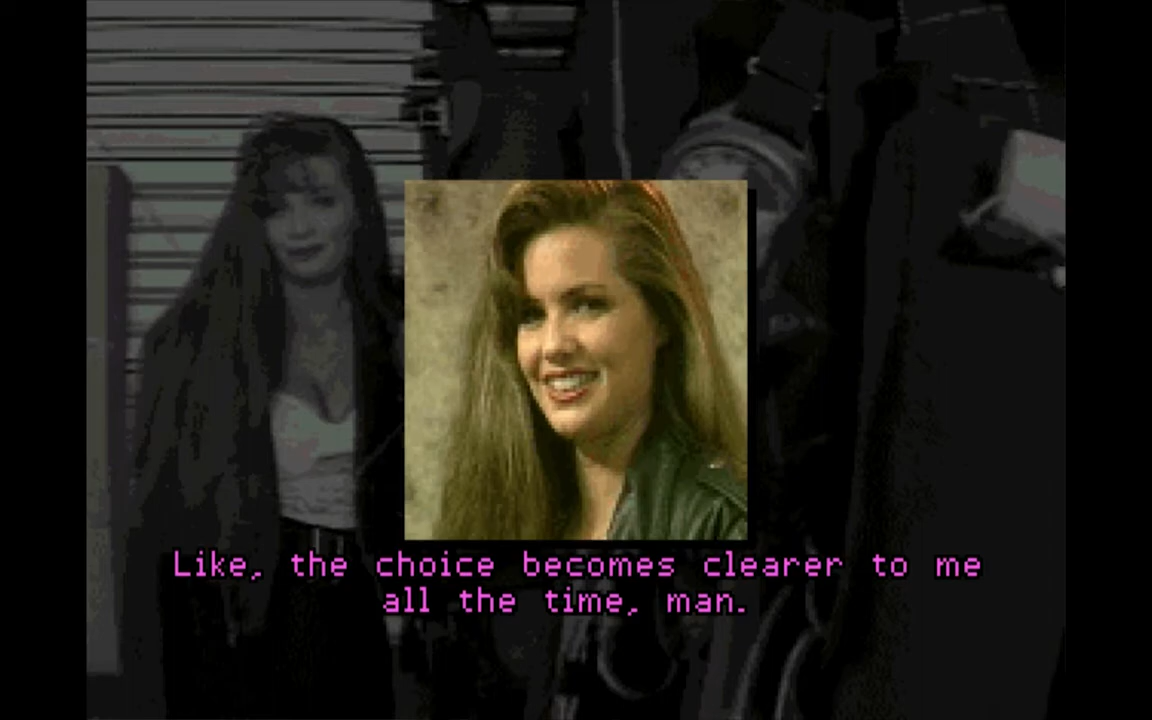 Like, the choice becomes clearer to me
all the time, man.